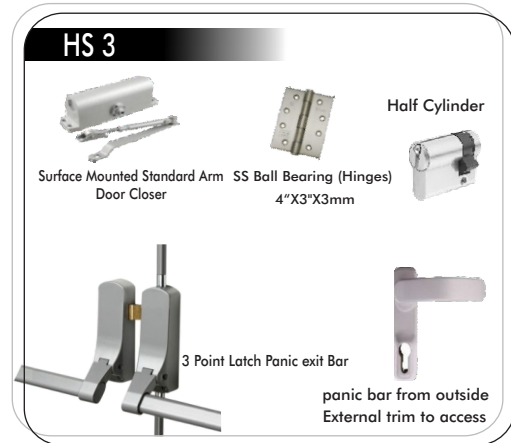 HS 3
Surface Mounted Standard Arm
Door Closer
SS Ball Bearing (Hinges)
4”X3"X3mm
Half Cylinder
3 Point Latch Panic exit Bar
panic bar from outside
External trim to access